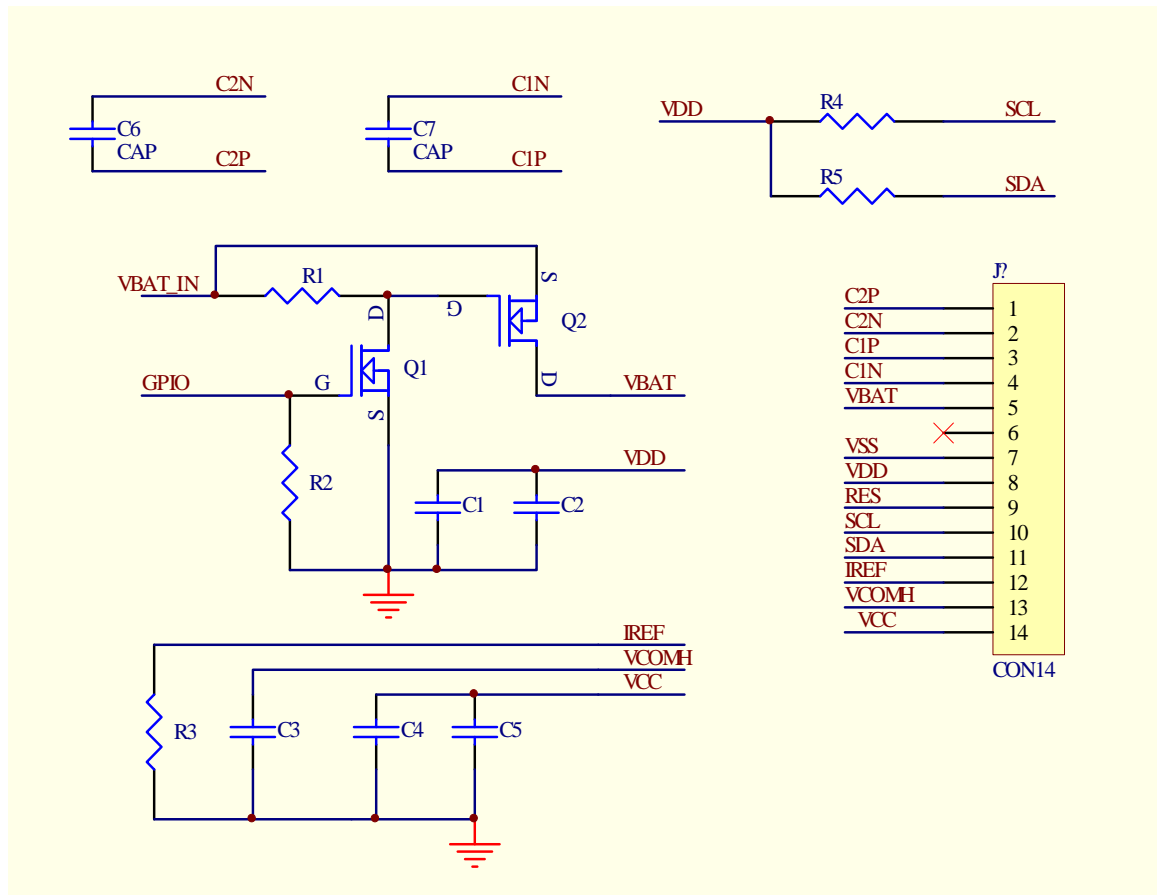 C2N
C6
CAP
C2P
C1N
C7
CAP
C1P
VDD
R4
SCL
R5
SDA
VBAT_IN
R1
D
G
S
Q2
D
VBAT
GPIO
G
Q1
S
R2
VDD
C1
C2
IREF
VCOMH
VCC
R3
C3
C4
C5
J?
C2P 1
C2N 2
C1P 3
C1N 4
VBAT 5
6
VSS 7
VDD 8
RES 9
SCL 10
SDA 11
IREF 12
VCOMH 13
VCC 14
CON14